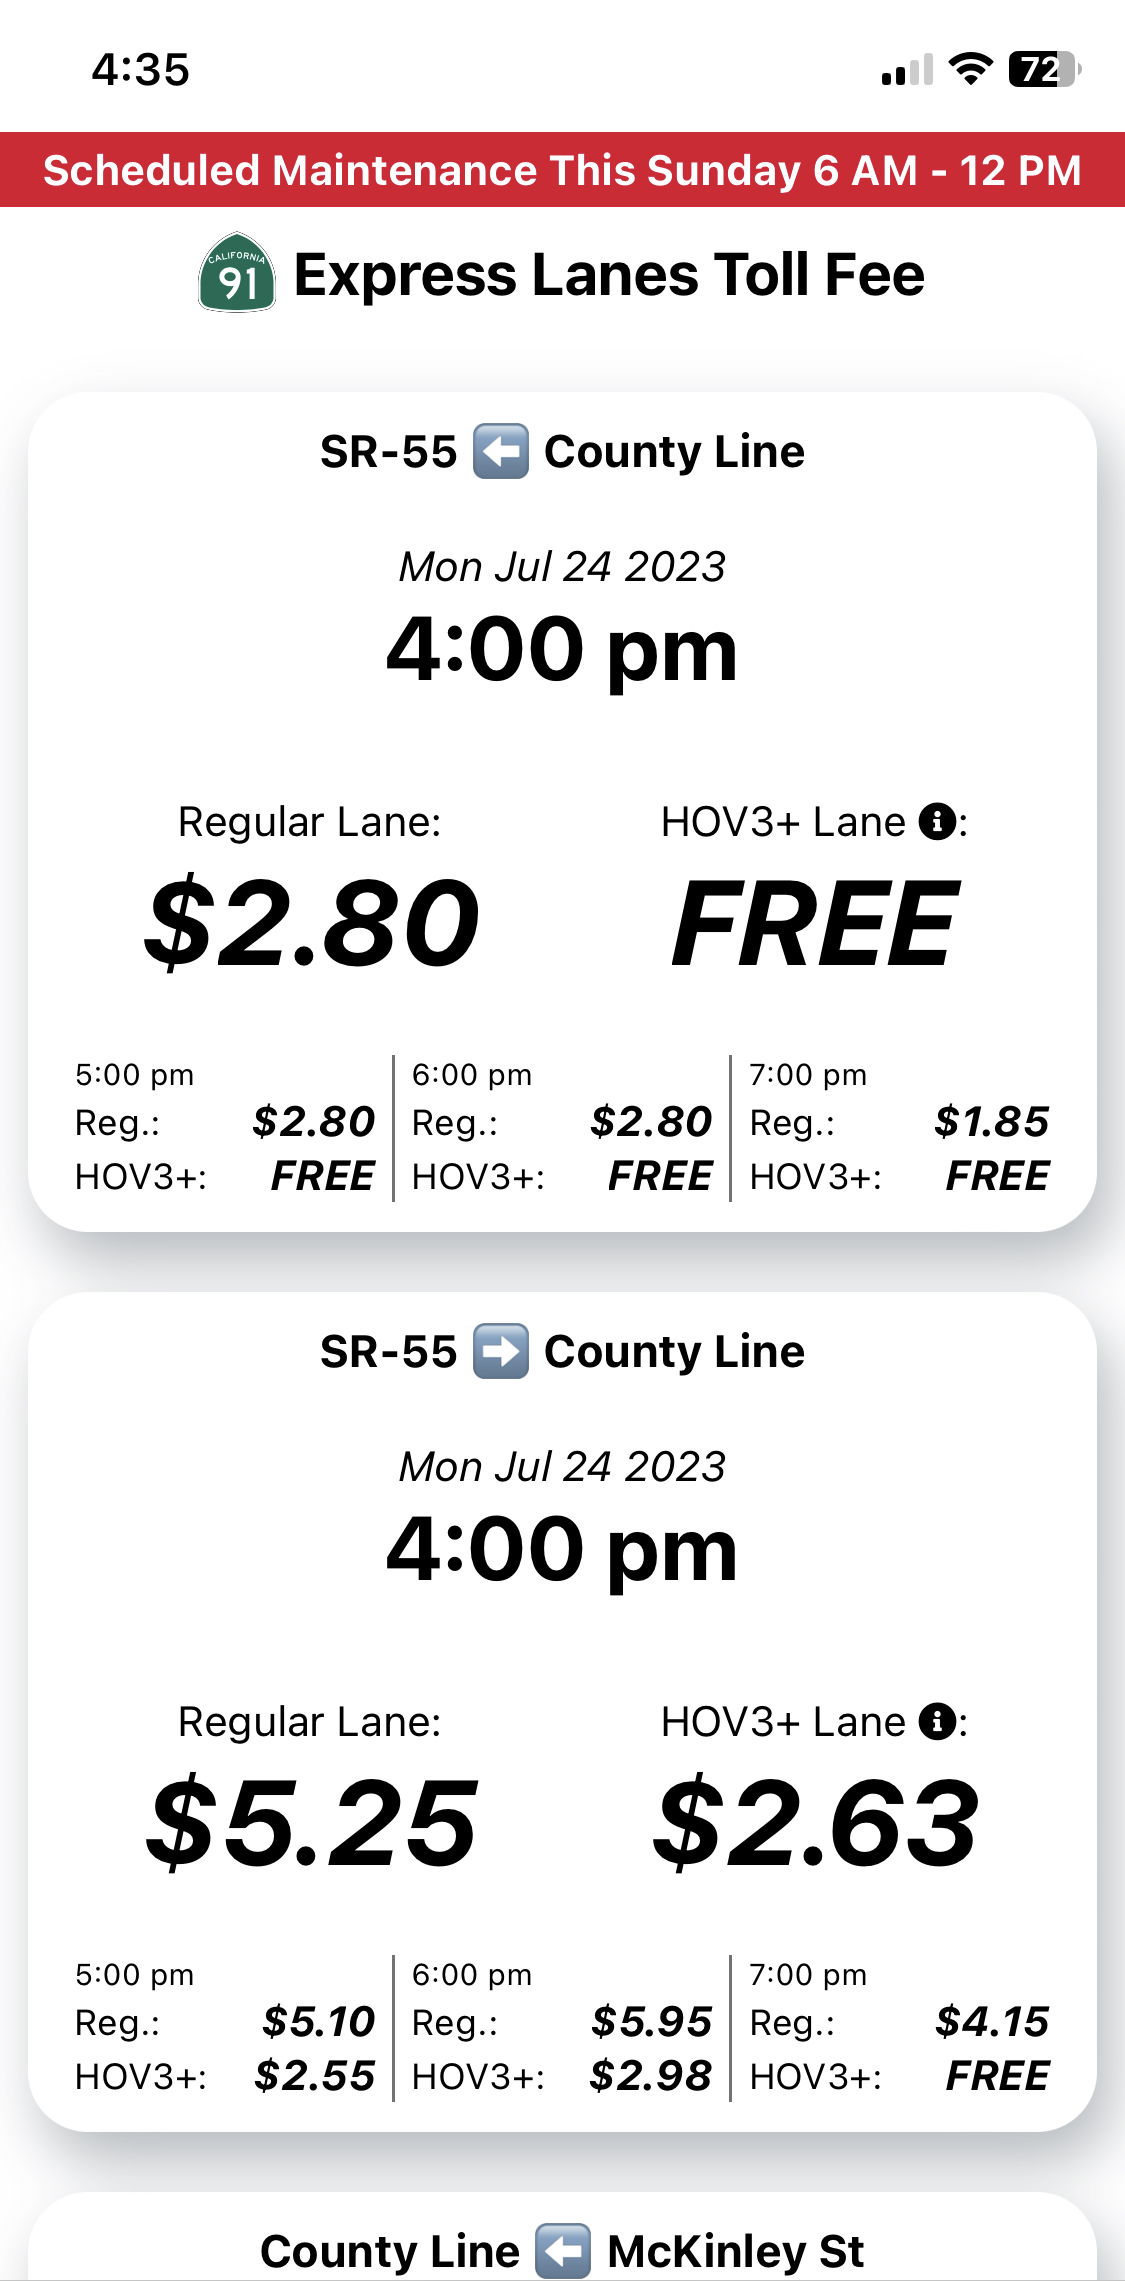 4:35 72
Scheduled Maintenance This Sunday 6 AM - 12 PM
CALIFORNIA
91 Express Lanes Toll Fee
SR-55 ⬅️ County Line
Mon Jul 24 2023
4:00 pm
Regular Lane: HOV3+ Lane ℹ:
$2.80 FREE
5:00 pm 6:00 pm 7:00 pm
Reg.: $2.80 Reg.: $2.80 Reg.: $1.85
HOV3+: FREE HOV3+: FREE HOV3+: FREE
SR-55 ➡️ County Line
Mon Jul 24 2023
4:00 pm
Regular Lane: HOV3+ Lane ℹ:
$5.25 $2.63
5:00 pm 6:00 pm 7:00 pm
Reg.: $5.10 Reg.: $5.95 Reg.: $4.15
HOV3+: $2.55 HOV3+: $2.98 HOV3+: FREE
County Line ⬅️ McKinley St